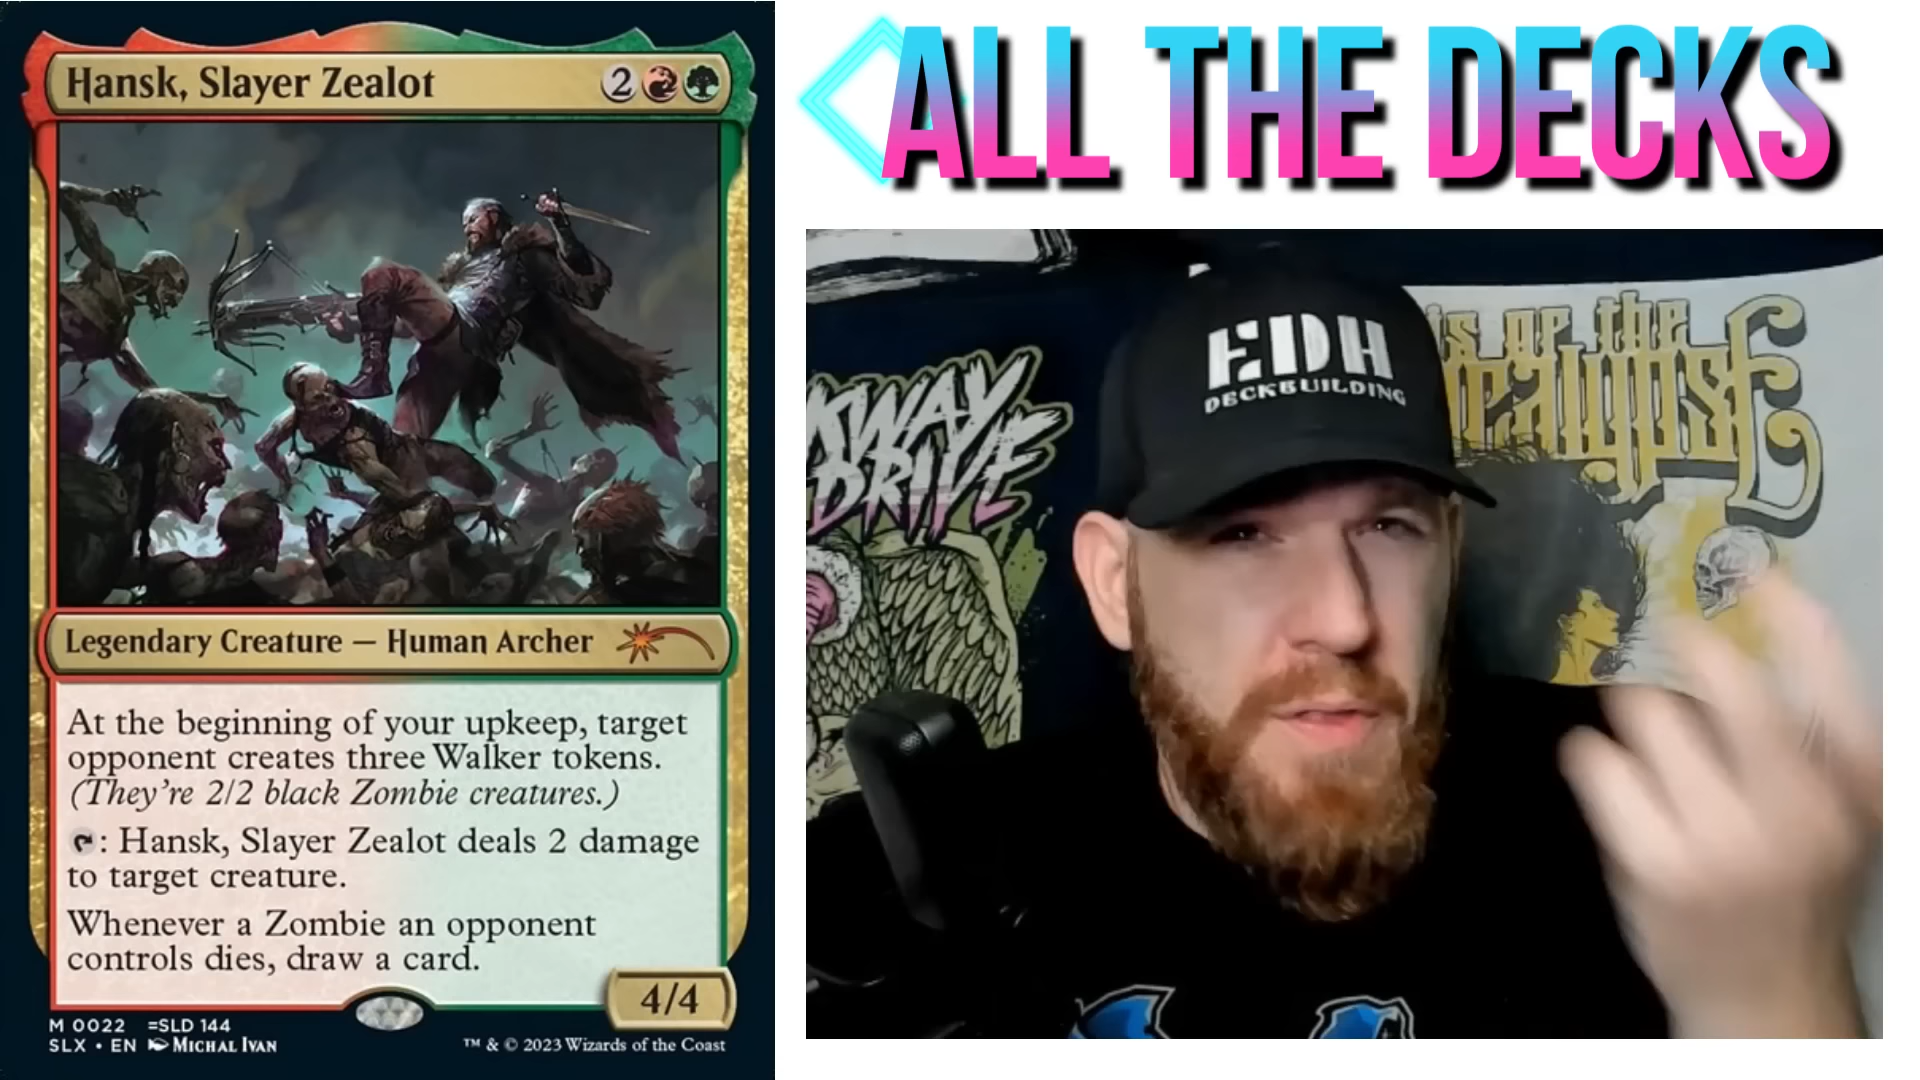 Hansk, Slayer Zealot 2
Legendary Creature — Human Archer
At the beginning of your upkeep, target
opponent creates three Walker tokens.
(They're 2/2 black Zombie creatures.)
: Hansk, Slayer Zealot deals 2 damage
to target creature.
Whenever a Zombie an opponent
controls dies, draw a card.
4/4
M 0022 =SLD 144
SLX • EN MICHAL IVAN
™ & © 2023 Wizards of the Coast
ALL THE DECKS
EDH
DECKBUILDING
DRIVE
of the